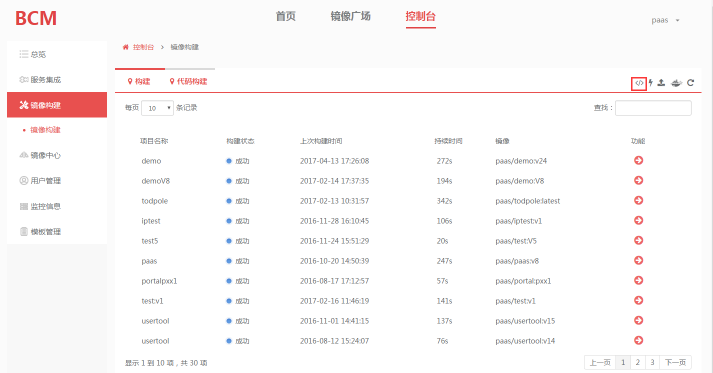 BCM 首页 镜像广场 控制台 paas
总览
服务集成
镜像构建
镜像构建
镜像中心
用户管理
监控信息
模板管理
控制台 > 镜像构建
构建 代码构建
每页 10 条记录 查找：
项目名称 构建状态 上次构建时间 持续时间 镜像 功能
demo 成功 2017-04-13 17:26:08 272s paas/demo:v24
demoV8 成功 2017-02-14 17:37:35 194s paas/demo:V8
todpole 成功 2017-02-13 10:31:57 342s paas/todpole:latest
iptest 成功 2016-11-28 16:10:45 106s paas/iptest:v1
test5 成功 2016-11-24 15:51:29 20s paas/test:V5
paas 成功 2016-10-20 14:50:39 247s paas/paas:v8
portalpxx1 成功 2016-08-17 17:12:57 57s paas/portal:pxx1
test:v1 成功 2017-02-16 11:46:19 141s paas/test:v1
usertool 成功 2016-11-01 14:41:15 137s paas/usertool:v15
usertool 成功 2016-08-12 15:24:07 76s paas/usertool:v14
显示 1 到 10 项，共 30 项 上一页 1 2 3 下一页